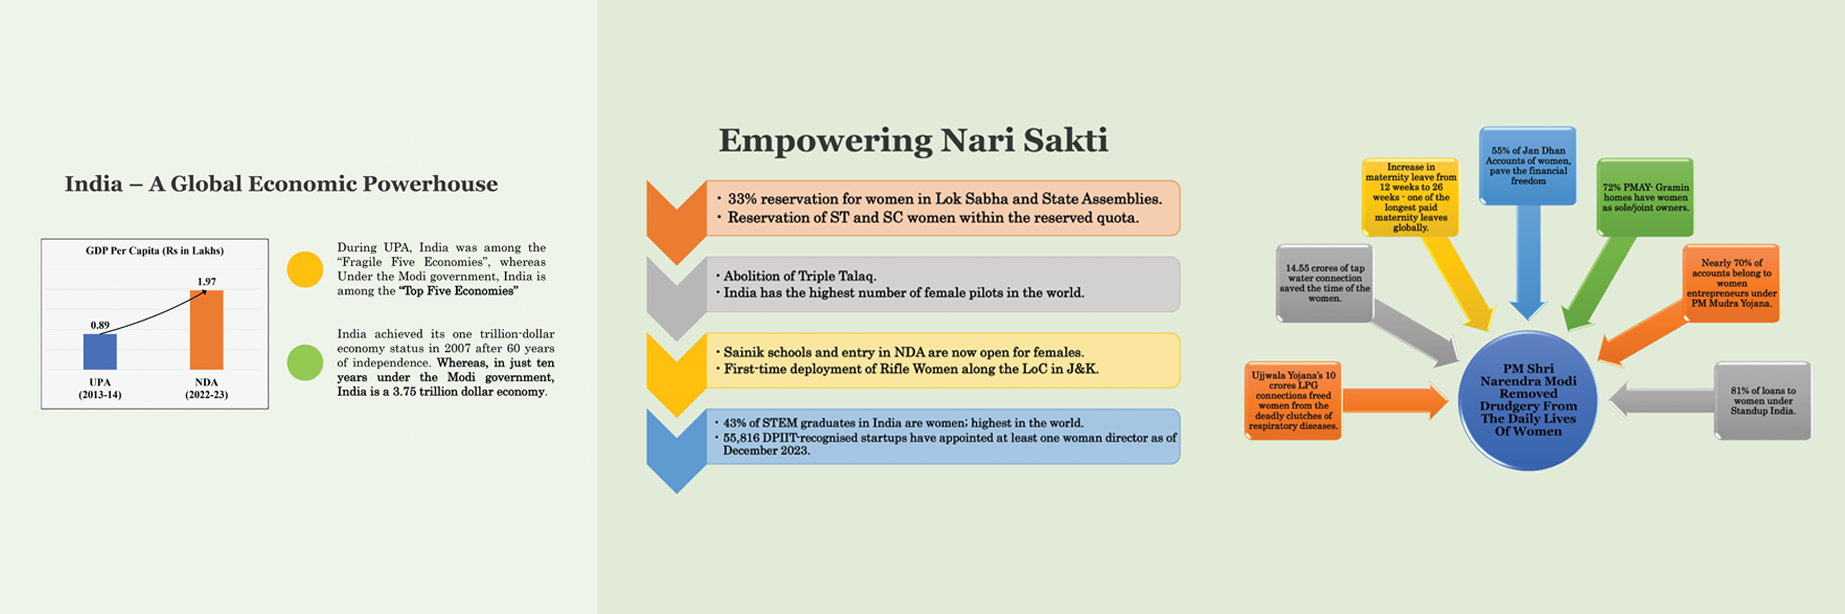 India – A Global Economic Powerhouse
GDP Per Capita (Rs in Lakhs)
0.89
1.97
UPA
(2013-14)
NDA
(2022-23)
During UPA, India was among the
“Fragile Five Economies”, whereas
Under the Modi government, India is
among the “Top Five Economies”
India achieved its one trillion-dollar
economy status in 2007 after 60 years
of independence. Whereas, in just ten
years under the Modi government,
India is a 3.75 trillion dollar economy.
Empowering Nari Sakti
• 33% reservation for women in Lok Sabha and State Assemblies.
• Reservation of ST and SC women within the reserved quota.
• Abolition of Triple Talaq.
• India has the highest number of female pilots in the world.
• Sainik schools and entry in NDA are now open for females.
• First-time deployment of Rifle Women along the LoC in J&K.
• 43% of STEM graduates in India are women; highest in the world.
• 55,816 DPIIT-recognised startups have appointed at least one woman director as of
December 2023.
Ujjwala Yojana's 10
crores LPG
connections freed
women from the
deadly clutches of
respiratory diseases.
14.55 crores of tap
water connection
saved the time of the
women.
Increase in
maternity leave from
12 weeks to 26
weeks - one of the
longest paid
maternity leaves
globally.
55% of Jan Dhan
Accounts of women,
pave the financial
freedom
72% PMAY- Gramin
homes have women
as sole/joint owners.
Nearly 70% of
accounts belong to
women
entrepreneurs under
PM Mudra Yojana.
81% of loans to
women under
Standup India.
PM Shri
Narendra Modi
Removed
Drudgery From
The Daily Lives
Of Women